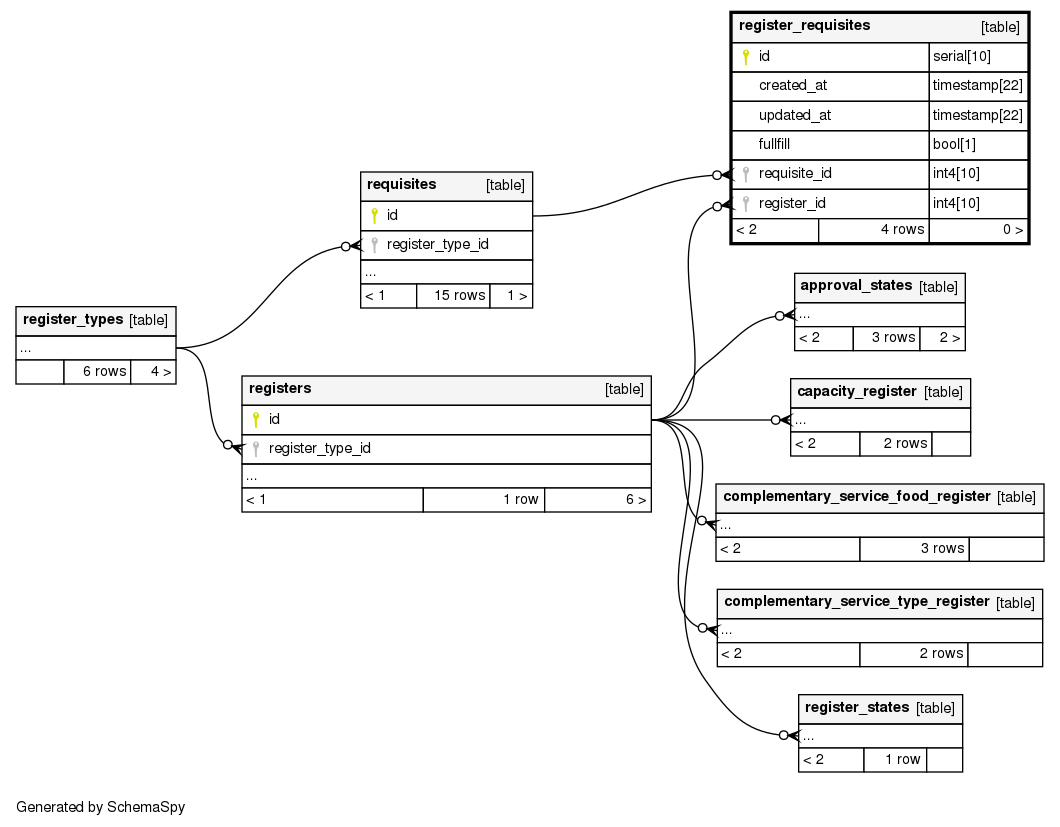 register_requisites [table]
id serial[10]
created_at timestamp[22]
updated_at timestamp[22]
fullfill bool[1]
requisite_id int4[10]
register_id int4[10]
< 2 4 rows 0 >
requisites [table]
id
register_type_id
...
< 1 15 rows 1 >
approval_states [table]
...
< 2 3 rows 2 >
register_types [table]
...
6 rows 4 >
registers [table]
id
register_type_id
...
< 1 1 row 6 >
capacity_register [table]
...
< 2 2 rows
complementary_service_food_register [table]
...
< 2 3 rows
complementary_service_type_register [table]
...
< 2 2 rows
register_states [table]
...
< 2 1 row
Generated by SchemaSpy